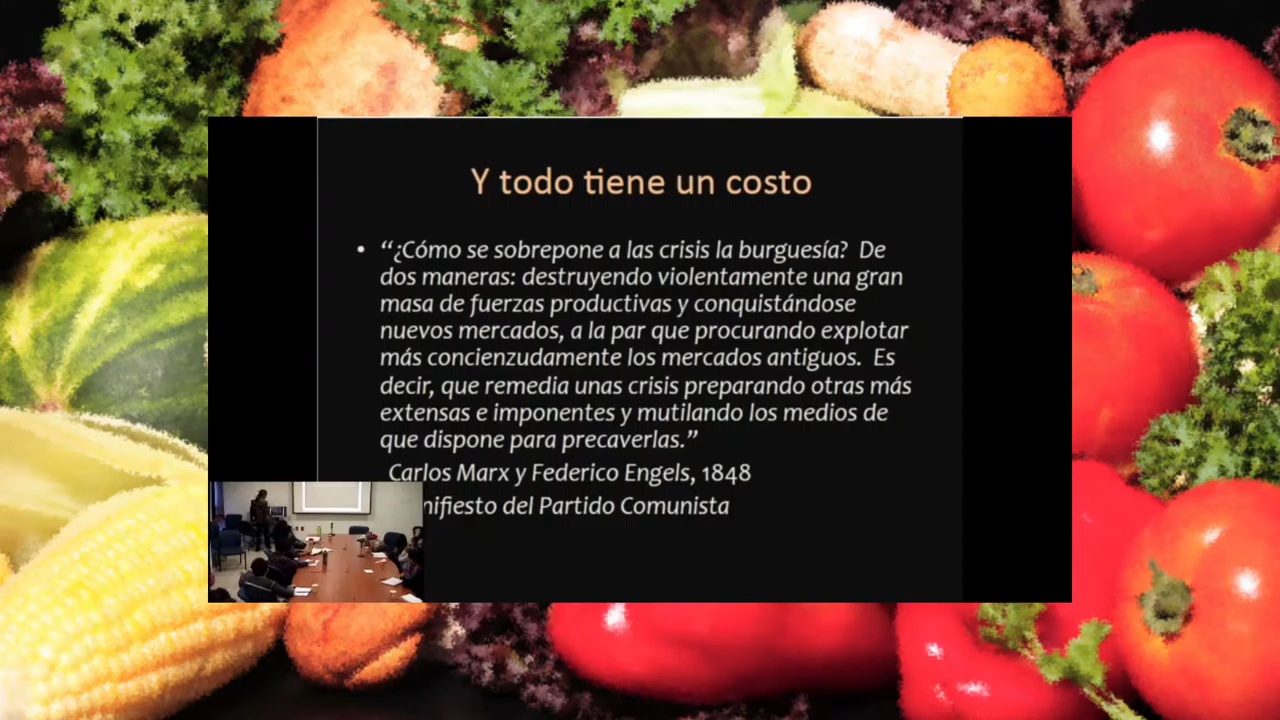 Y todo tiene un costo
• “¿Cómo se sobrepone a las crisis la burguesía? De
dos maneras: destruyendo violentamente una gran
masa de fuerzas productivas y conquistándose
nuevos mercados, a la par que procurando explotar
más concienzudamente los mercados antiguos. Es
decir, que remedia unas crisis preparando otras más
extensas e imponentes y mutilando los medios de
que dispone para precaverlas.”
Carlos Marx y Federico Engels, 1848
del Partido Comunista